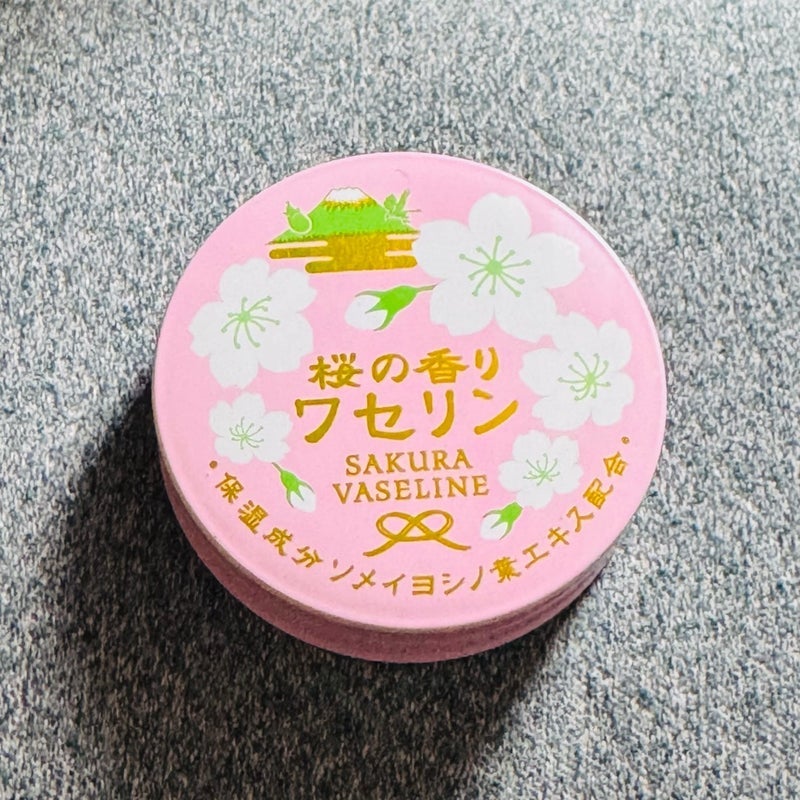 桜の香り
ワセリン
SAKURA
VASELINE
・保湿成分 ソメイヨシノ葉エキス配合・